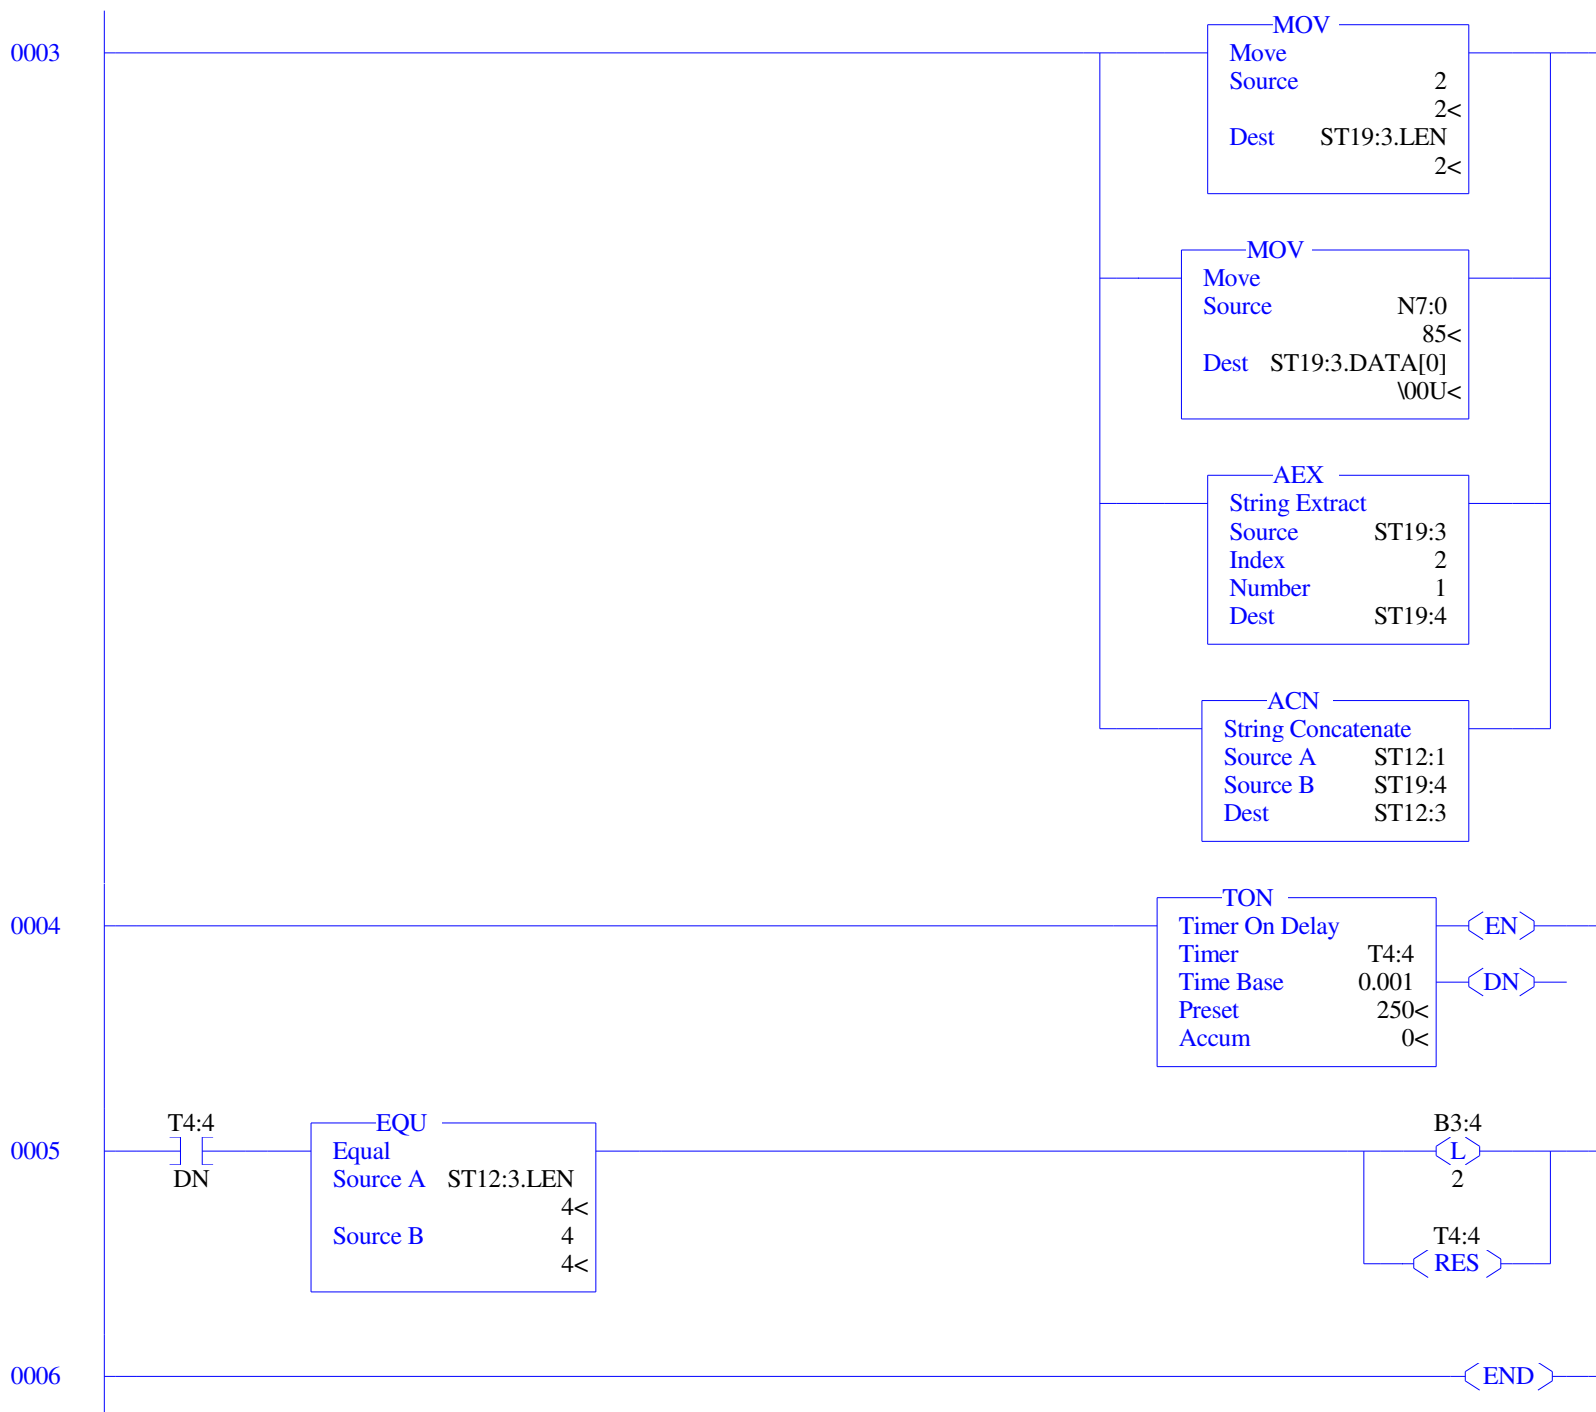 0003
MOV
Move
Source 2
2<
Dest ST19:3.LEN
2<
MOV
Move
Source N7:0
85<
Dest ST19:3.DATA[0]
\00U<
AEX
String Extract
Source ST19:3
Index 2
Number 1
Dest ST19:4
ACN
String Concatenate
Source A ST12:1
Source B ST19:4
Dest ST12:3
0004
TON
Timer On Delay
Timer T4:4
Time Base 0.001
Preset 250<
Accum 0<
EN
DN
0005
T4:4
DN
EQU
Equal
Source A ST12:3.LEN
4<
Source B 4
4<
B3:4
L
2
T4:4
RES
0006
END